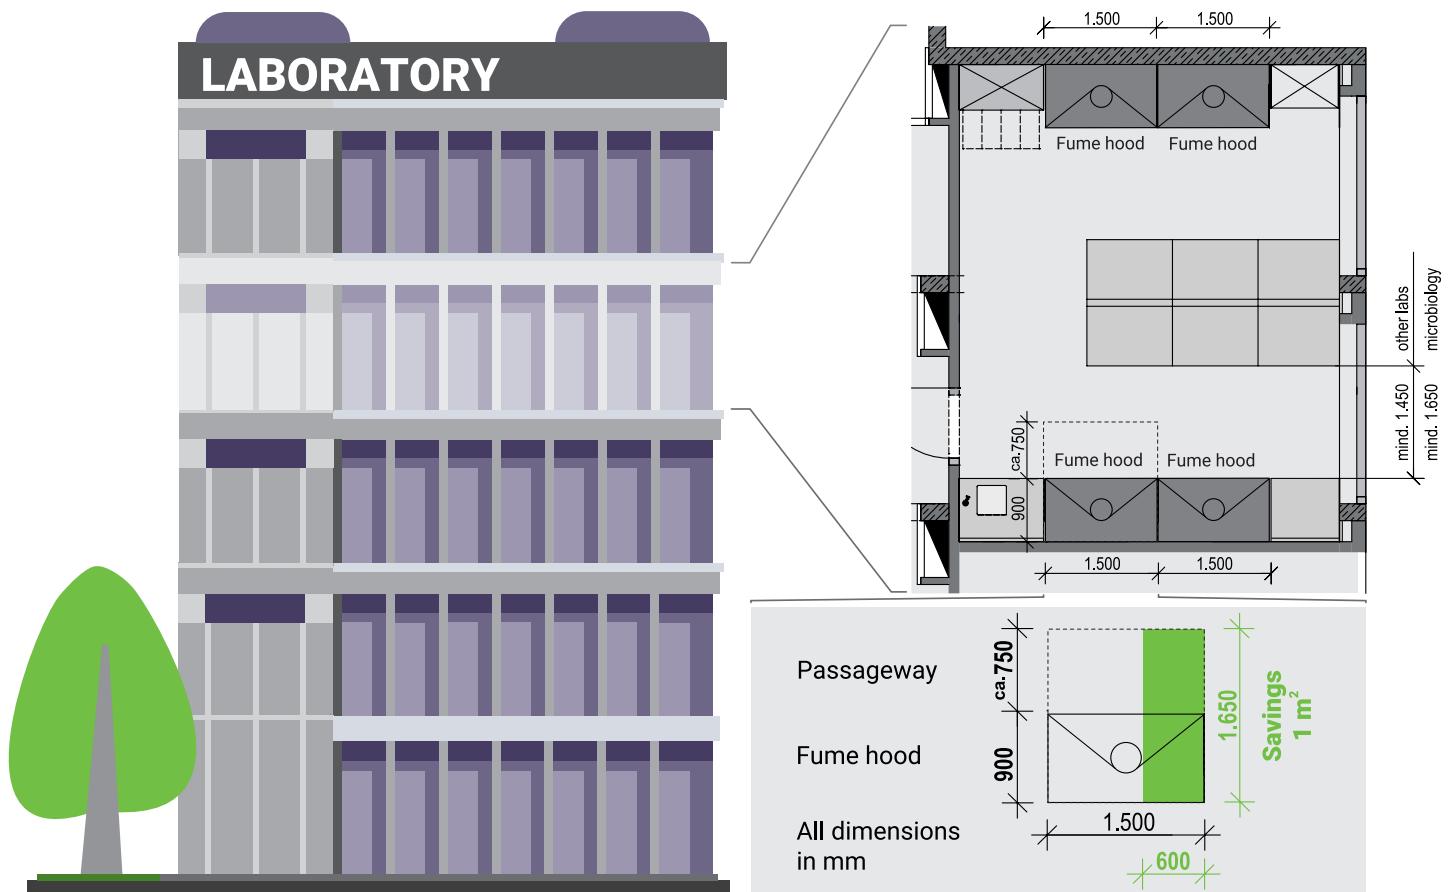 LABORATORY
1.500
1.500
Fume hood
Fume hood
other labs
microbiology
mind. 1.450
mind. 1.650
ca.750
900
Fume hood
Fume hood
1.500
1.500
Passageway
ca.750
Fume hood
900
All dimensions
in mm
1.500
600
1.650
Savings
1 m²